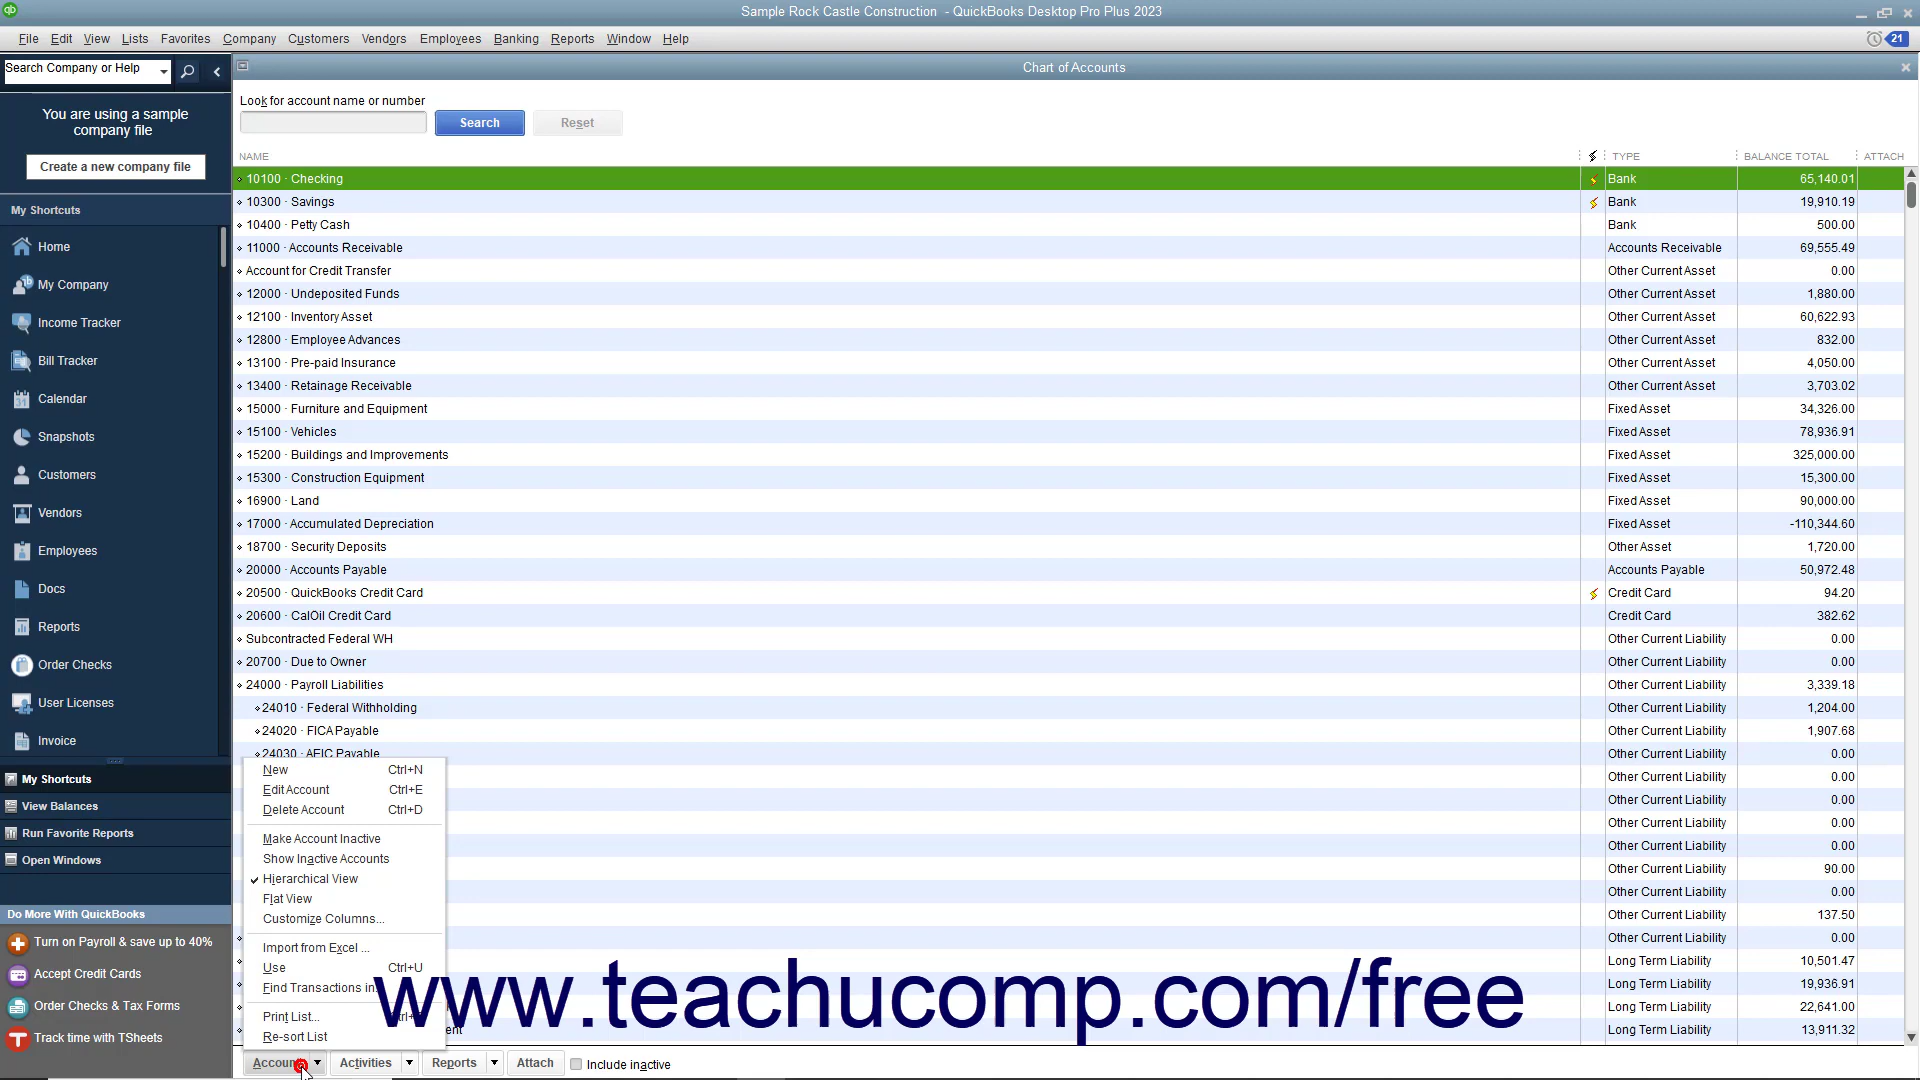 Sample Rock Castle Construction - QuickBooks Desktop Pro Plus 2023
File Edit View Lists Favorites Company Customers Vendors Employees Banking Reports Window Help
21
Search Company or Help
Chart of Accounts
You are using a sample
company file
Create a new company file
My Shortcuts
Home
My Company
Income Tracker
Bill Tracker
Calendar
Snapshots
Customers
Vendors
Employees
Docs
Reports
Order Checks
User Licenses
Invoice
My Shortcuts
View Balances
Run Favorite Reports
Open Windows
Do More With QuickBooks
Turn on Payroll & save up to 40%
Accept Credit Cards
Order Checks & Tax Forms
Track time with TSheets
Look for account name or number
Search Reset
NAME TYPE BALANCE TOTAL ATTACH
10100 · Checking Bank 65,140.01
10300 · Savings Bank 19,910.19
10400 · Petty Cash Bank 500.00
11000 · Accounts Receivable Accounts Receivable 69,555.49
Account for Credit Transfer Other Current Asset 0.00
12000 · Undeposited Funds Other Current Asset 1,880.00
12100 · Inventory Asset Other Current Asset 60,622.93
12800 · Employee Advances Other Current Asset 832.00
13100 · Pre-paid Insurance Other Current Asset 4,050.00
13400 · Retainage Receivable Other Current Asset 3,703.02
15000 · Furniture and Equipment Fixed Asset 34,326.00
15100 · Vehicles Fixed Asset 78,936.91
15200 · Buildings and Improvements Fixed Asset 325,000.00
15300 · Construction Equipment Fixed Asset 15,300.00
16900 · Land Fixed Asset 90,000.00
17000 · Accumulated Depreciation Fixed Asset -110,344.60
18700 · Security Deposits Other Asset 1,720.00
20000 · Accounts Payable Accounts Payable 50,972.48
20500 · QuickBooks Credit Card Credit Card 94.20
20600 · CalOil Credit Card Credit Card 382.62
Subcontracted Federal WH Other Current Liability 0.00
20700 · Due to Owner Other Current Liability 0.00
24000 · Payroll Liabilities Other Current Liability 3,339.18
24010 · Federal Withholding Other Current Liability 1,204.00
24020 · FICA Payable Other Current Liability 1,907.68
24030 · AEIC Payable Other Current Liability 0.00
Other Current Liability 0.00
Other Current Liability 0.00
Other Current Liability 0.00
Other Current Liability 0.00
Other Current Liability 90.00
Other Current Liability 0.00
Other Current Liability 137.50
Other Current Liability 0.00
Long Term Liability 10,501.47
Long Term Liability 19,936.91
Long Term Liability 22,641.00
Long Term Liability 13,911.32
New Ctrl+N
Edit Account Ctrl+E
Delete Account Ctrl+D
Make Account Inactive
Show Inactive Accounts
Hierarchical View
Flat View
Customize Columns...
Import from Excel ...
Use Ctrl+U
Find Transactions in
Print List...
Re-sort List
www.teachucomp.com/free
Activities Reports Attach Include inactive